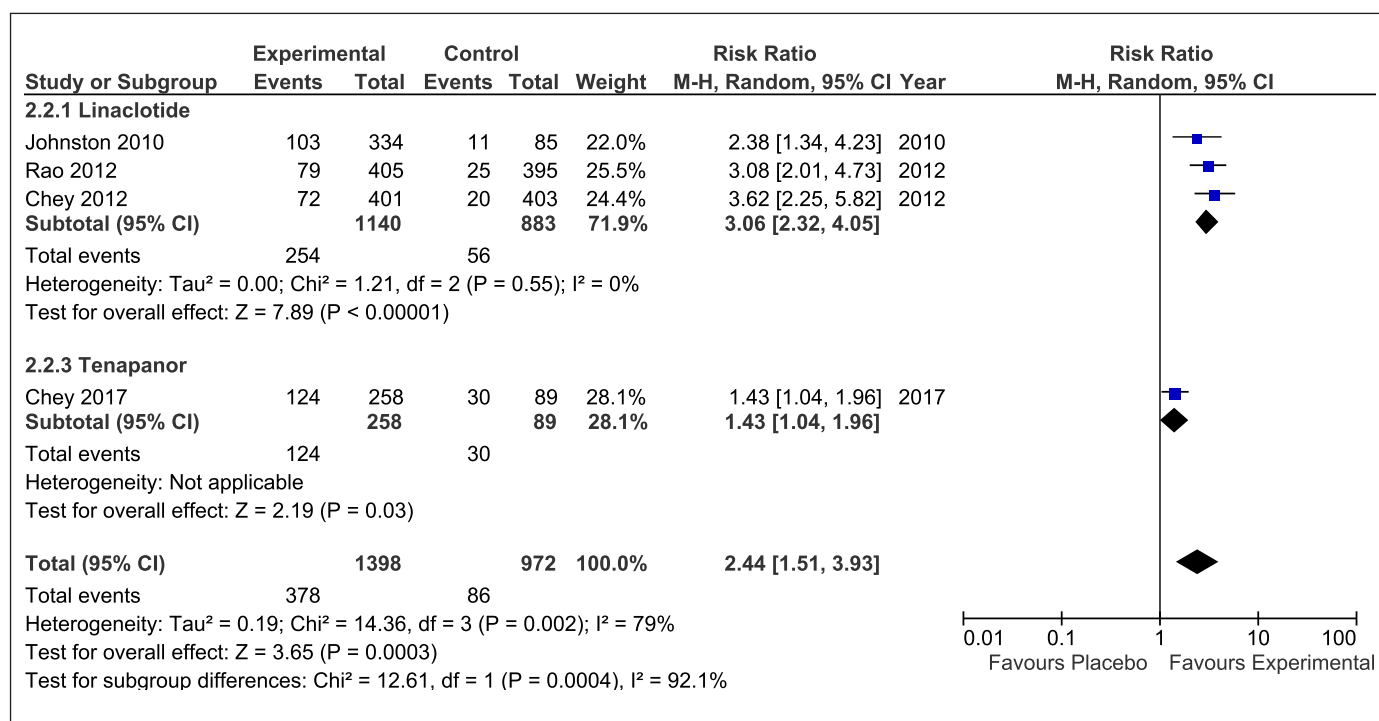 Experimental Control Risk Ratio Risk Ratio
Study or Subgroup Events Total Events Total Weight M-H, Random, 95% CI Year M-H, Random, 95% CI
2.2.1 Linaclotide
Johnston 2010 103 334 11 85 22.0% 2.38 [1.34, 4.23] 2010
Rao 2012 79 405 25 395 25.5% 3.08 [2.01, 4.73] 2012
Chey 2012 72 401 20 403 24.4% 3.62 [2.25, 5.82] 2012
Subtotal (95% CI) 1140 883 71.9% 3.06 [2.32, 4.05]
Total events 254 56
Heterogeneity: Tau² = 0.00; Chi² = 1.21, df = 2 (P = 0.55); I² = 0%
Test for overall effect: Z = 7.89 (P < 0.00001)
2.2.3 Tenapanor
Chey 2017 124 258 30 89 28.1% 1.43 [1.04, 1.96] 2017
Subtotal (95% CI) 258 89 28.1% 1.43 [1.04, 1.96]
Total events 124 30
Heterogeneity: Not applicable
Test for overall effect: Z = 2.19 (P = 0.03)
Total (95% CI) 1398 972 100.0% 2.44 [1.51, 3.93]
Total events 378 86
Heterogeneity: Tau² = 0.19; Chi² = 14.36, df = 3 (P = 0.002); I² = 79%
Test for overall effect: Z = 3.65 (P = 0.0003)
Test for subgroup differences: Chi² = 12.61, df = 1 (P = 0.0004), I² = 92.1%
0.01 0.1 1 10 100
Favours Placebo Favours Experimental